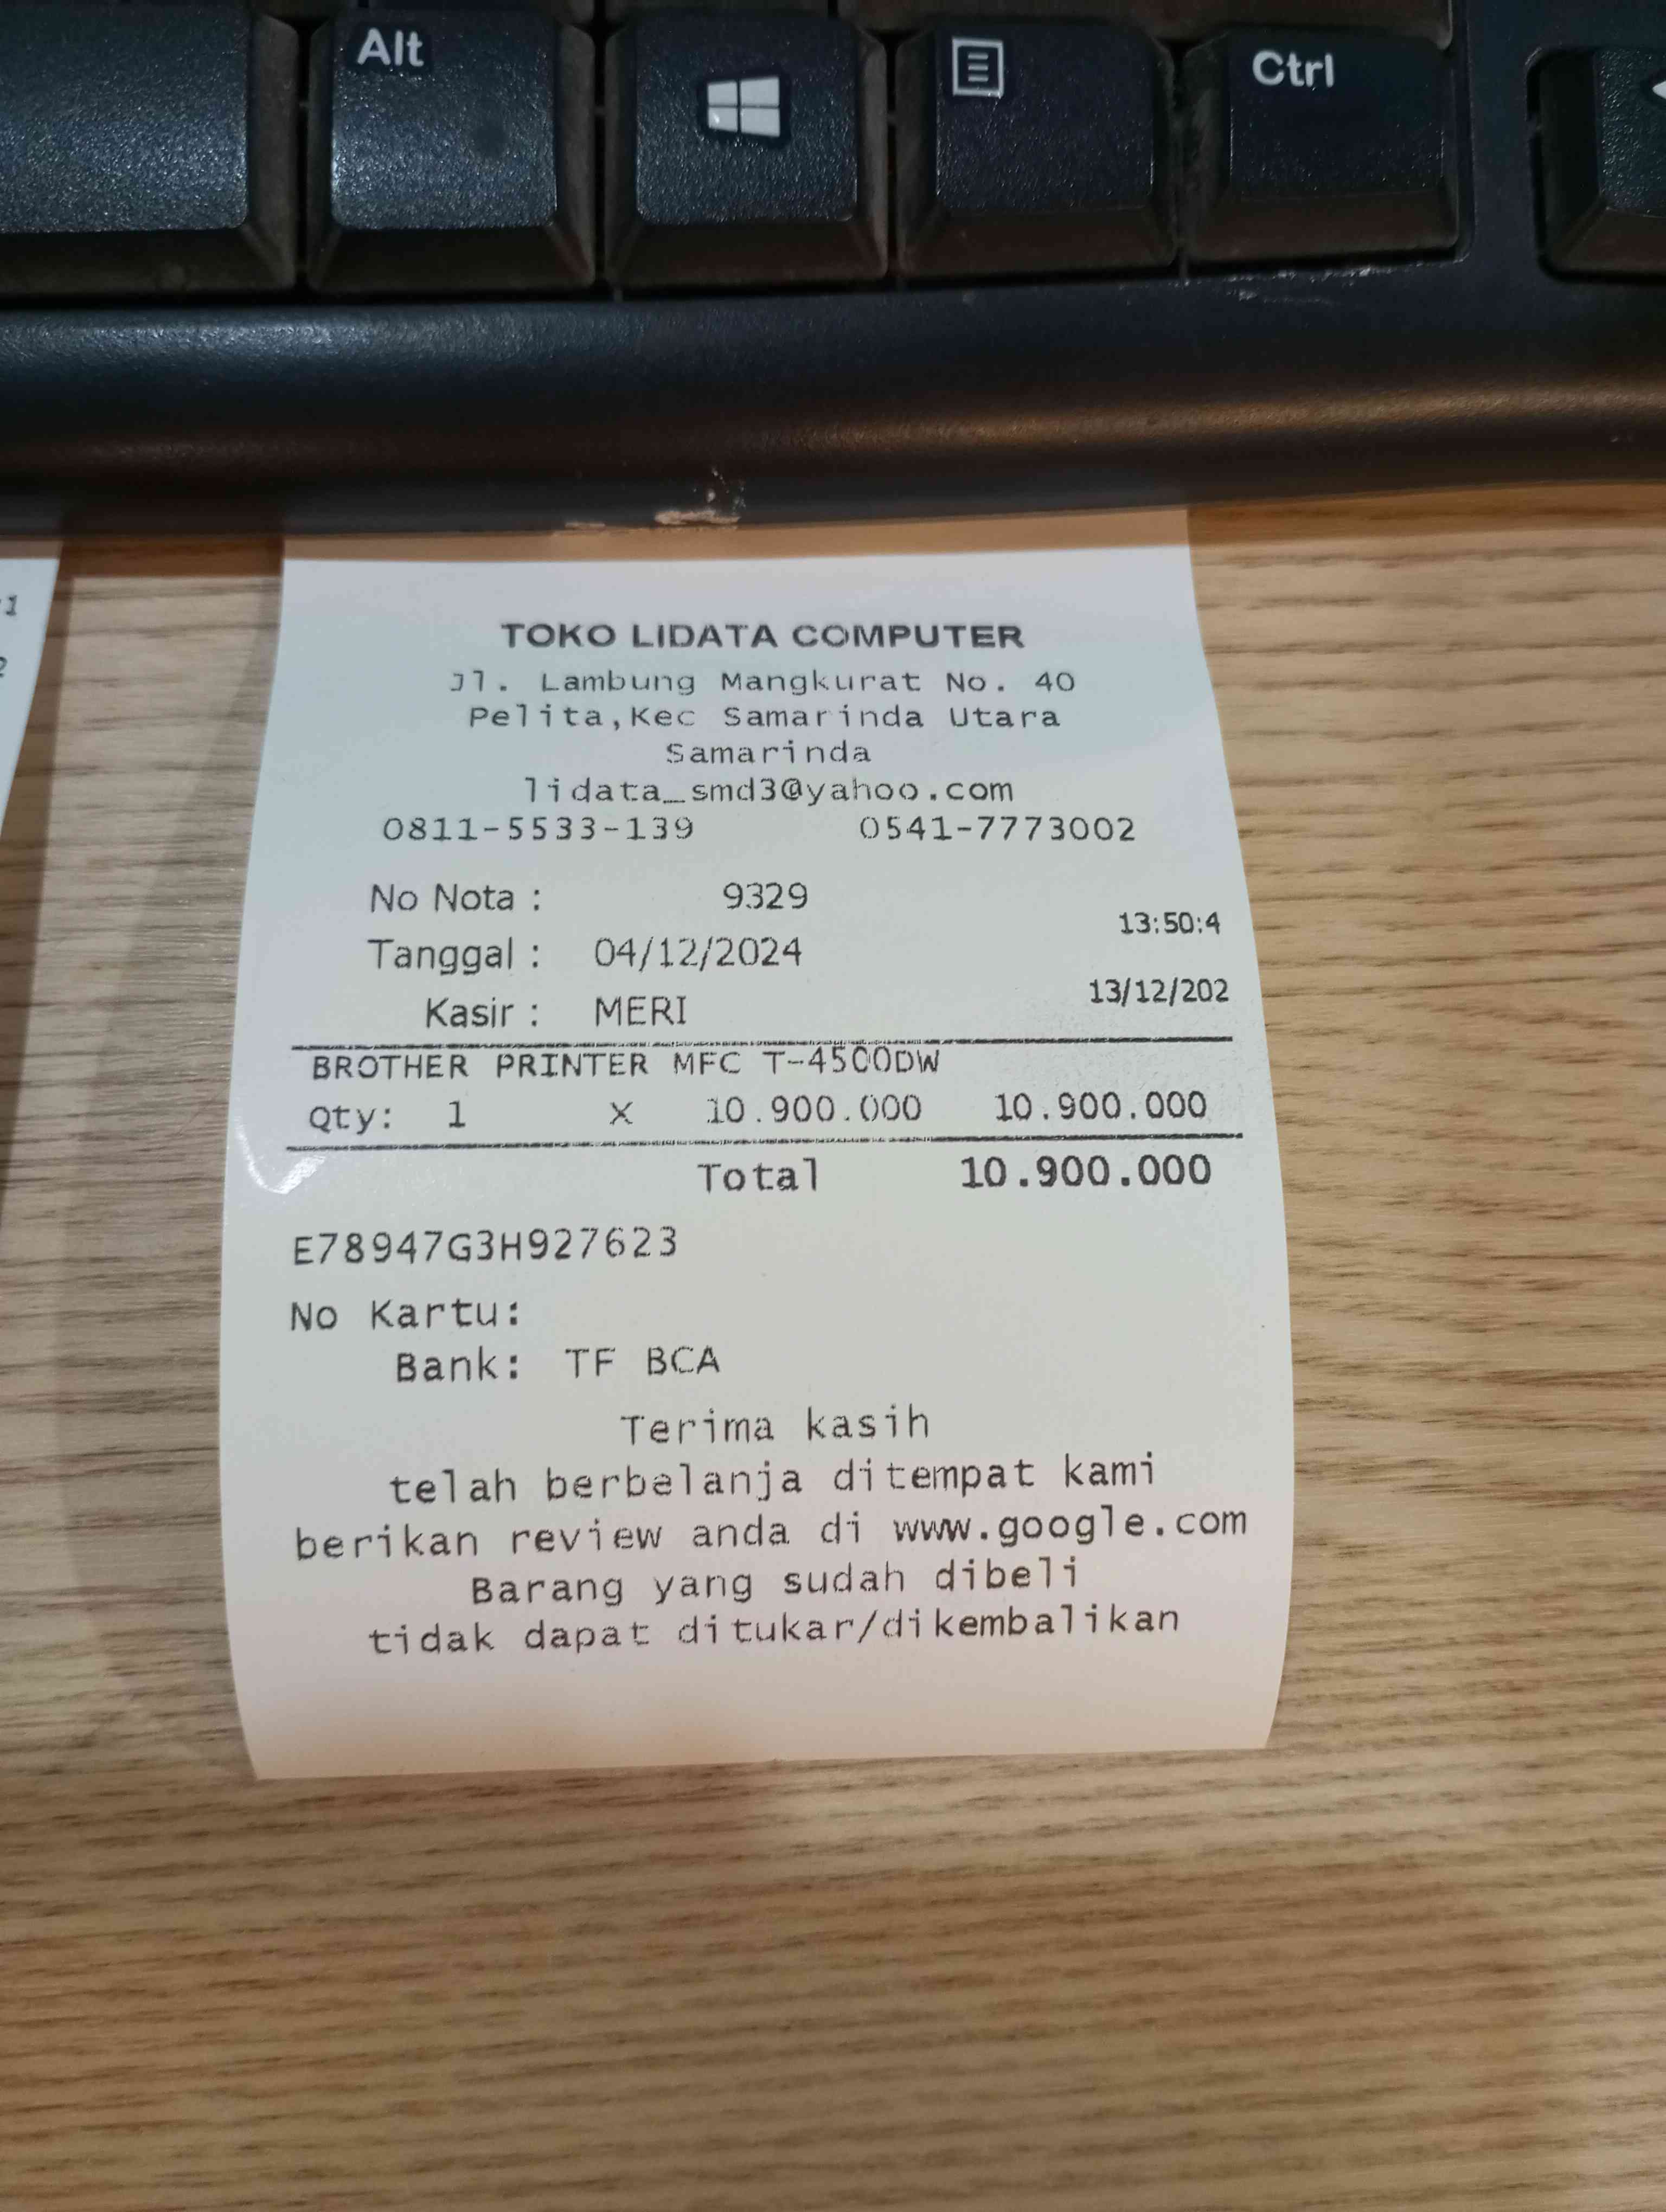 Alt
Ctrl
TOKO LIDATA COMPUTER
Jl. Lambung Mangkurat No. 40
Pelita,Kec Samarinda Utara
Samarinda
lidata_smd3@yahoo.com
0811-5533-139 0541-7773002
No Nota : 9329
13:50:4
Tanggal : 04/12/2024
13/12/202
Kasir : MERI
BROTHER PRINTER MFC T-4500DW
Qty: 1 X 10.900.000 10.900.000
Total 10.900.000
E78947G3H927623
No Kartu:
Bank: TF BCA
Terima kasih
telah berbelanja ditempat kami
berikan review anda di www.google.com
Barang yang sudah dibeli
tidak dapat ditukar/dikembalikan